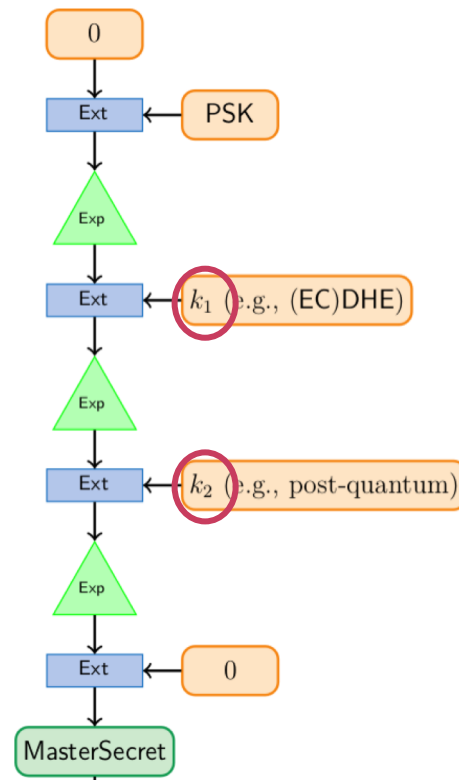 0
Ext
PSK
Exp
Ext
k₁ (e.g., (EC)DHE)
Exp
Ext
k₂ (e.g., post-quantum)
Exp
Ext
0
MasterSecret